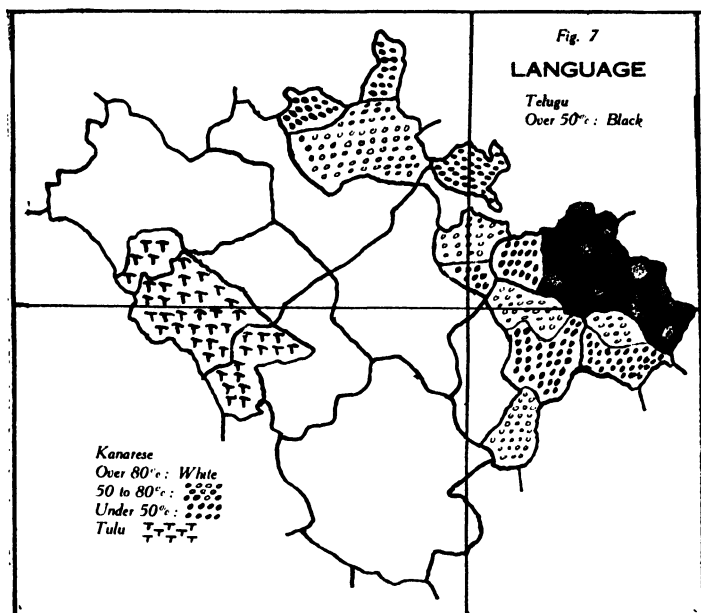 Fig. 7
LANGUAGE
Telugu
Over 50%: Black
Kanarese
Over 80%: White
50 to 80%:
Under 50%:
Tulu